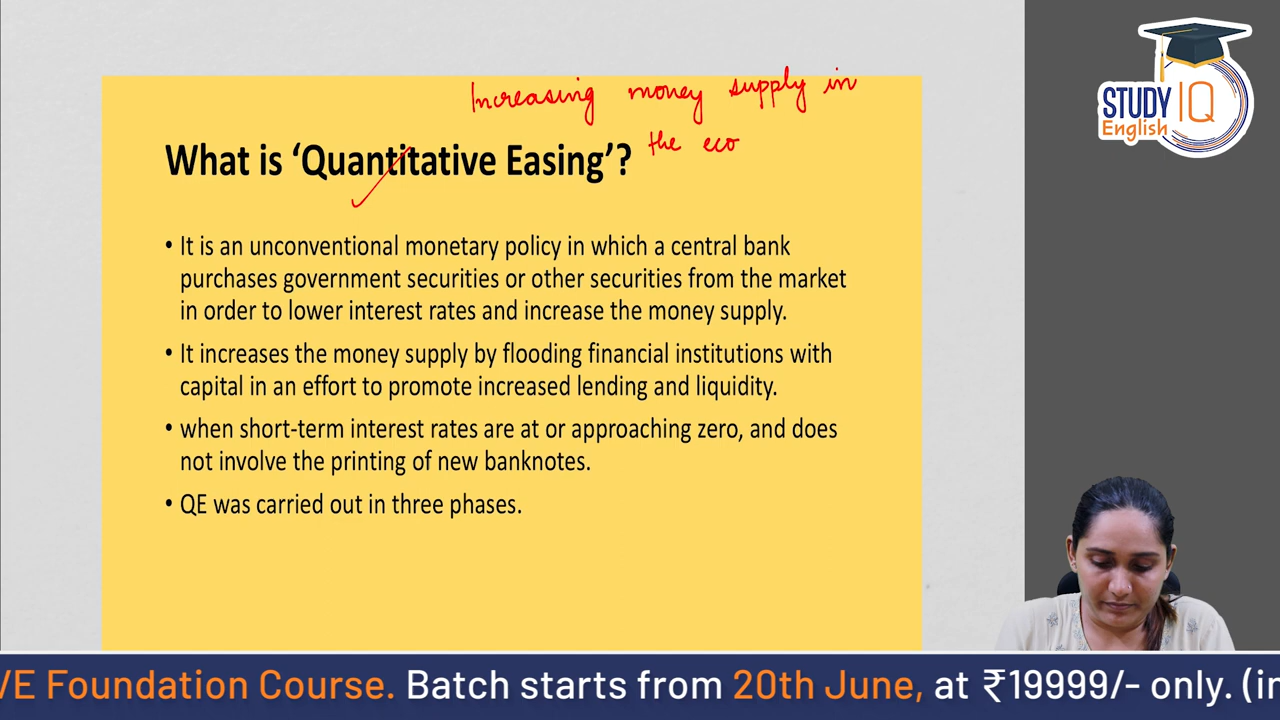 Increasing money supply in
the eco
What is ‘Quantitative Easing’?
• It is an unconventional monetary policy in which a central bank
purchases government securities or other securities from the market
in order to lower interest rates and increase the money supply.
• It increases the money supply by flooding financial institutions with
capital in an effort to promote increased lending and liquidity.
• when short-term interest rates are at or approaching zero, and does
not involve the printing of new banknotes.
• QE was carried out in three phases.
STUDY IQ
English
VE Foundation Course. Batch starts from 20th June, at ₹19999/- only. (in